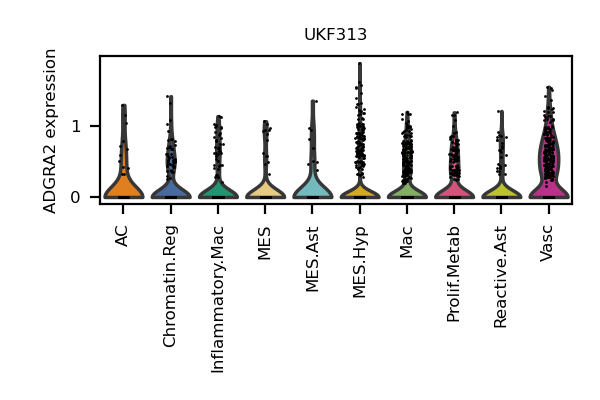 UKF313
ADGRA2 expression
1
0
AC
Chromatin.Reg
Inflammatory.Mac
MES
MES.Ast
MES.Hyp
Mac
Prolif.Metab
Reactive.Ast
Vasc